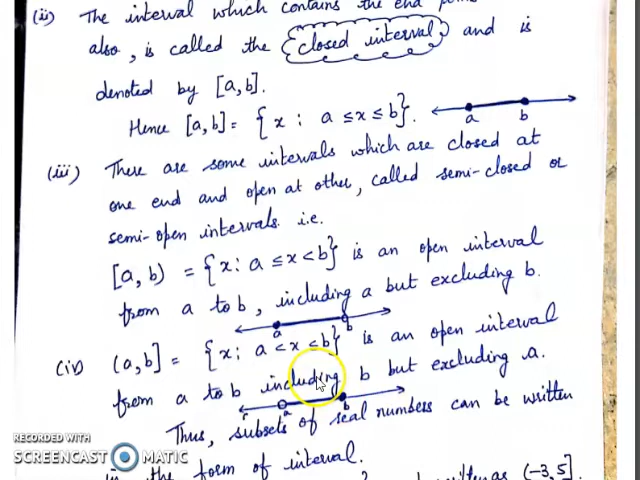 (ii) The interval which contains the end
also, is called the closed interval and is
denoted by [a, b].
Hence [a, b] = {x : a ≤ x ≤ b}.
a b
(iii) There are some intervals which are closed at
one end and open at other, called semi-closed or
semi-open intervals. i.e.
[a, b) = {x : a ≤ x < b} is an open interval
from a to b, including a but excluding b.
a b
(iv) (a, b] = {x : a < x < b} is an open interval
from a to b including b but excluding a.
a b
Thus, subsets of real numbers can be written
in the form of interval.
written as (-3, 5]
RECORDED WITH
SCREENCAST MATIC